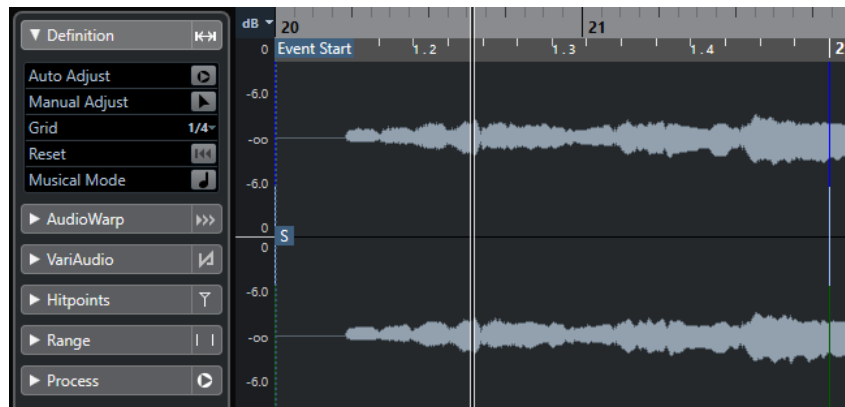 Definition
Auto Adjust
Manual Adjust
Grid 1/4
Reset
Musical Mode
AudioWarp
VariAudio
Hitpoints
Range
Process
dB 20 21
0 Event Start 1.2 1.3 1.4 2
-6.0
-oo
-6.0
0
S
0
-6.0
-oo
-6.0